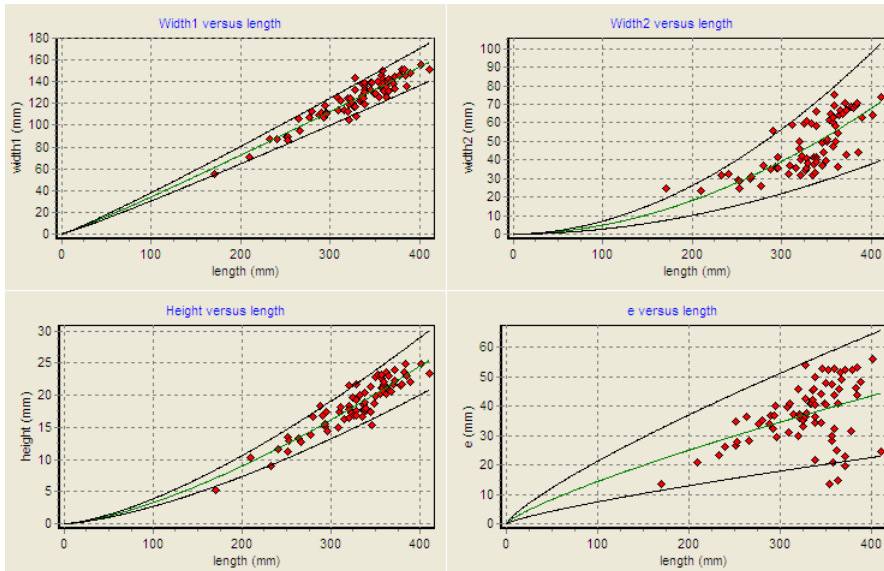 Width1 versus length
180
160
140
120
100
80
60
40
20
0
width1 (mm)
0 100 200 300 400
length (mm)
Width2 versus length
100
90
80
70
60
50
40
30
20
10
0
width2 (mm)
0 100 200 300 400
length (mm)
Height versus length
30
25
20
15
10
5
0
height (mm)
0 100 200 300 400
length (mm)
e versus length
60
50
40
30
20
10
0
e (mm)
0 100 200 300 400
length (mm)